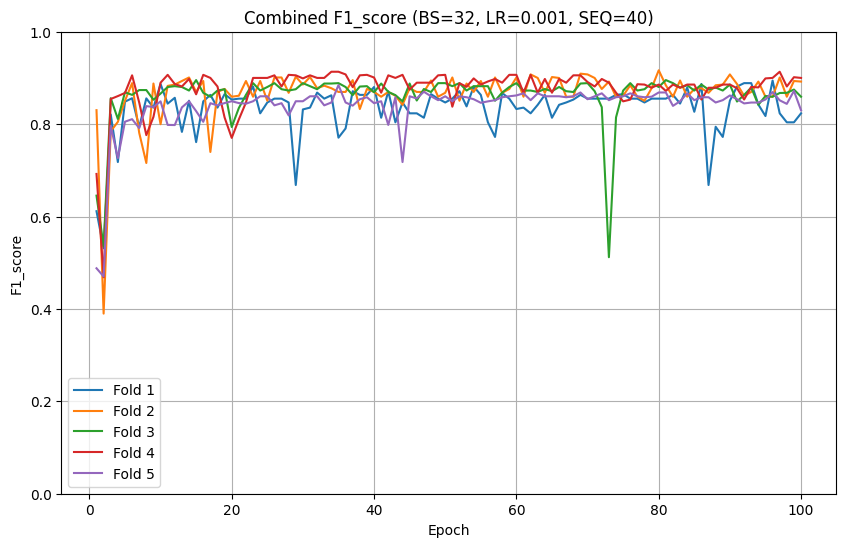 Combined F1_score (BS=32, LR=0.001, SEQ=40)
1.0
0.8
0.6
0.4
0.2
0.0
F1_score
Fold 1
Fold 2
Fold 3
Fold 4
Fold 5
0 20 40 60 80 100
Epoch